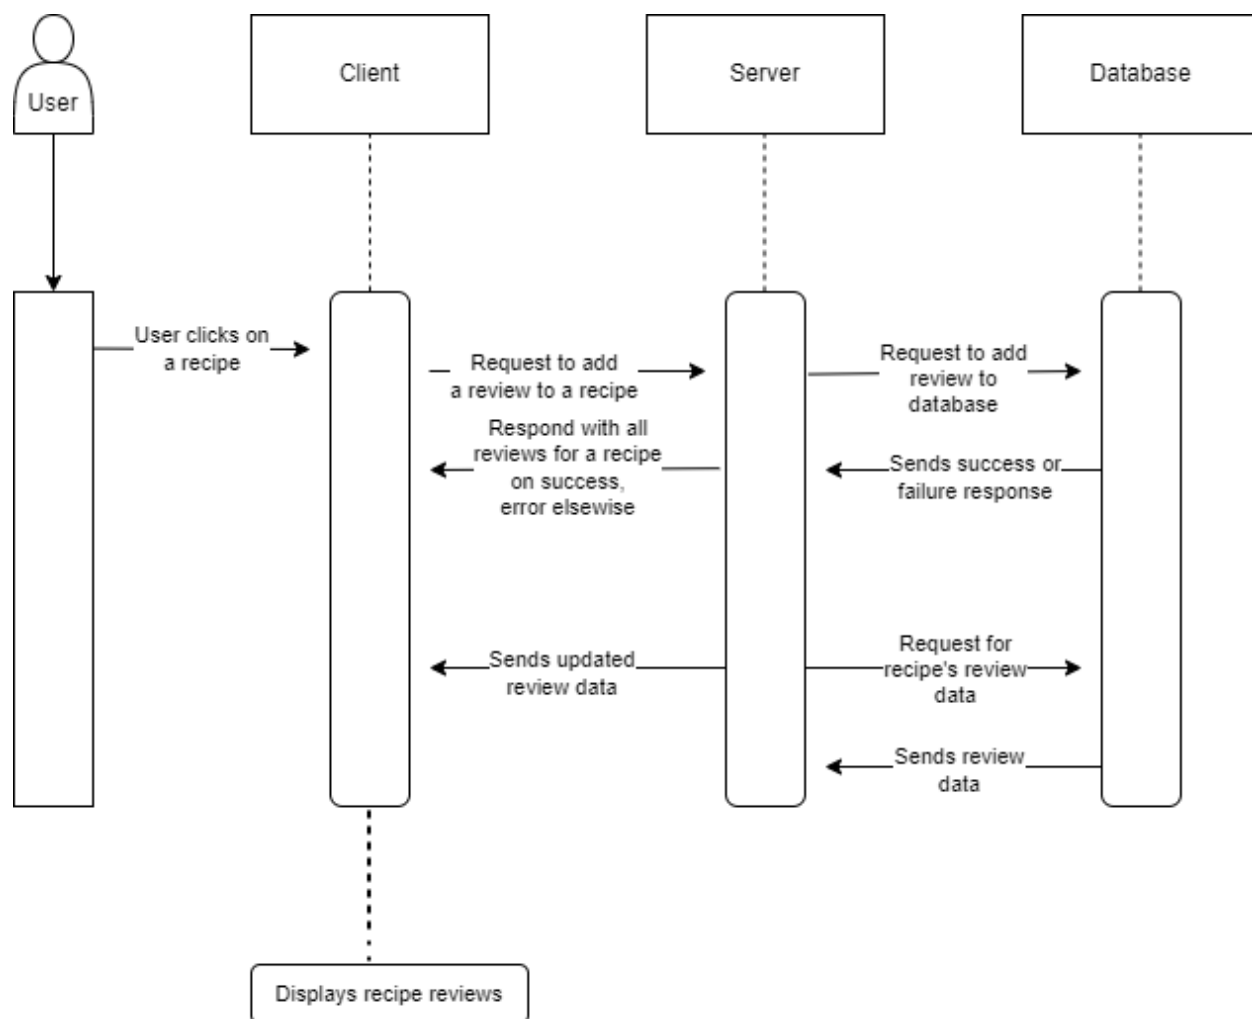 User
Client
Server
Database
User clicks on
a recipe
Request to add
a review to a recipe
Request to add
review to
database
Respond with all
reviews for a recipe
on success,
error elsewise
Sends success or
failure response
Sends updated
review data
Request for
recipe's review
data
Sends review
data
Displays recipe reviews